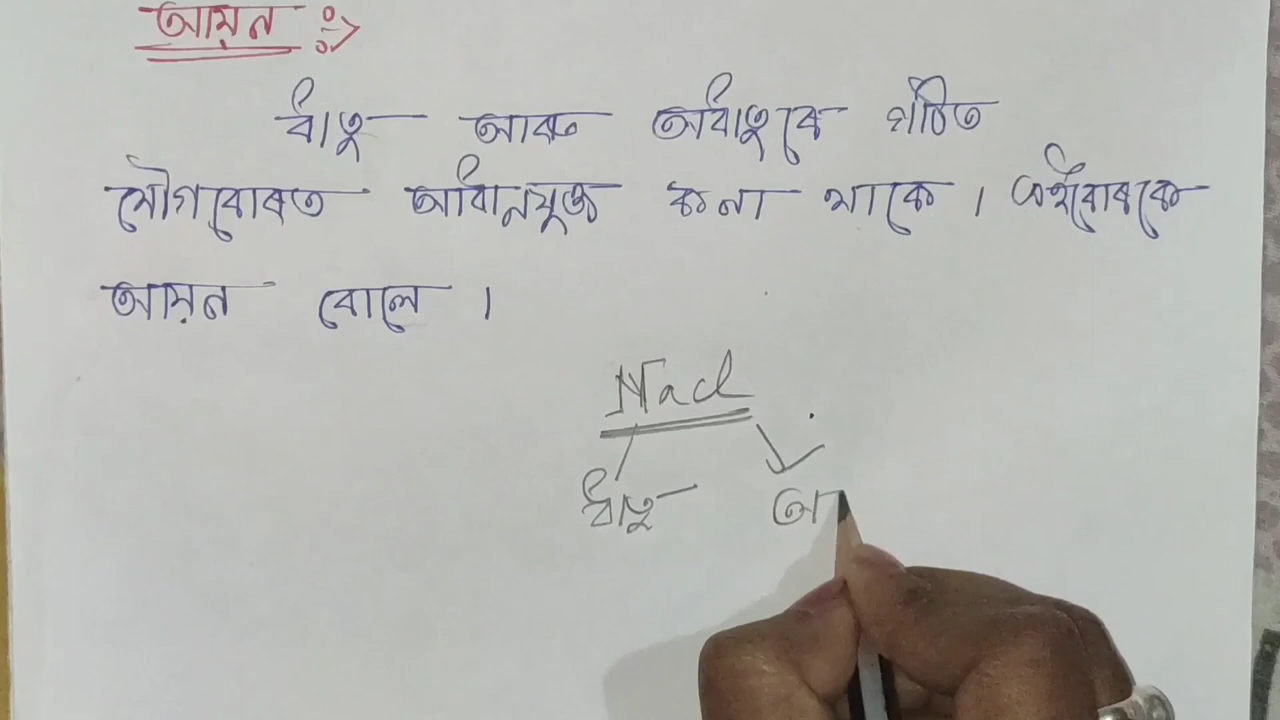 আয়ন :->
ধাতু আৰু অধাতুৰে গঠিত
যৌগবোৰত আধানযুক্ত কণা থাকে । এইবোৰকে
আয়ন বোলে ।
NaCl
ধাতু অ